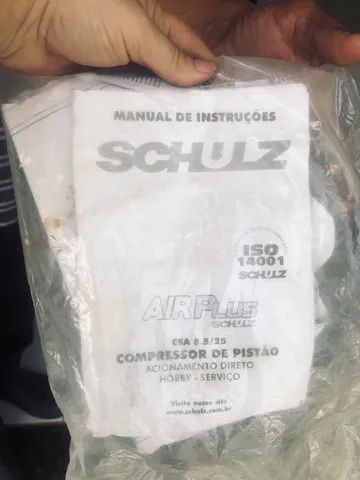 MANUAL DE INSTRUÇÕES
SCHULZ
ISO
14001
SCHULZ
AIRPLUS
SCHULZ
CSA 8.5/25
COMPRESSOR DE PISTÃO
ACIONAMENTO DIRETO
HOBBY - SERVIÇO
Visite nosso site
www.schulz.com.br